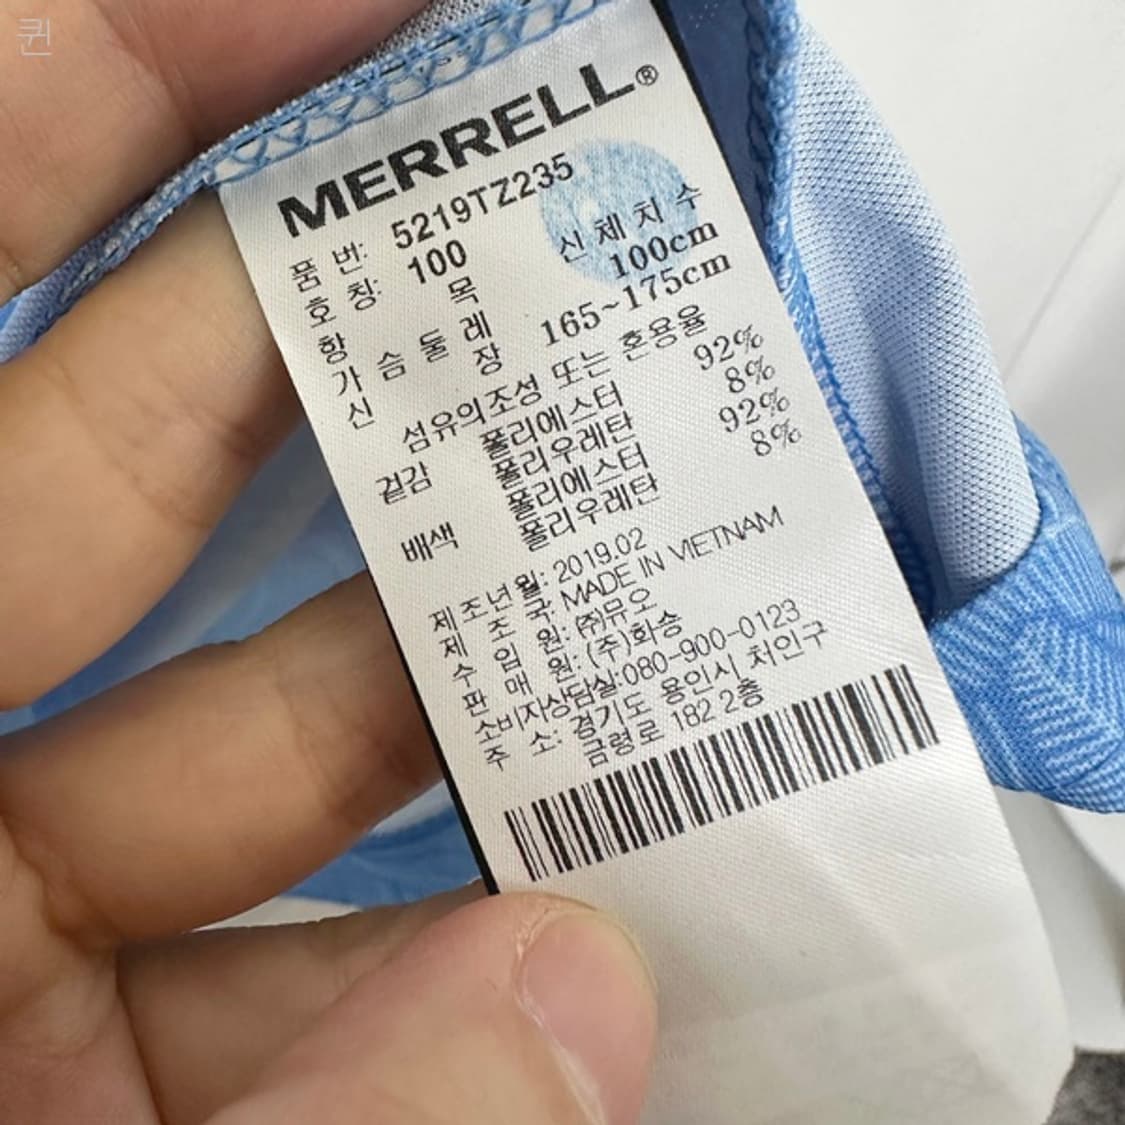 퀸
MERRELL®
품 번: 5219TZ235
호 칭: 100
항 목 신 체 치 수
가 슴 둘 레 100cm
신 장 165~175cm
섬유의 조성 또는 혼용율
겉감 폴리에스터 92%
폴리우레탄 8%
배색 폴리에스터 92%
폴리우레탄 8%
제조년월: 2019.02
제 조 국: MADE IN VIETNAM
수 입 원: (주)뮤오
판 매 원: (주)화승
소비자상담실:080-900-0123
주 소: 경기도 용인시 처인구
금령로 182 2층